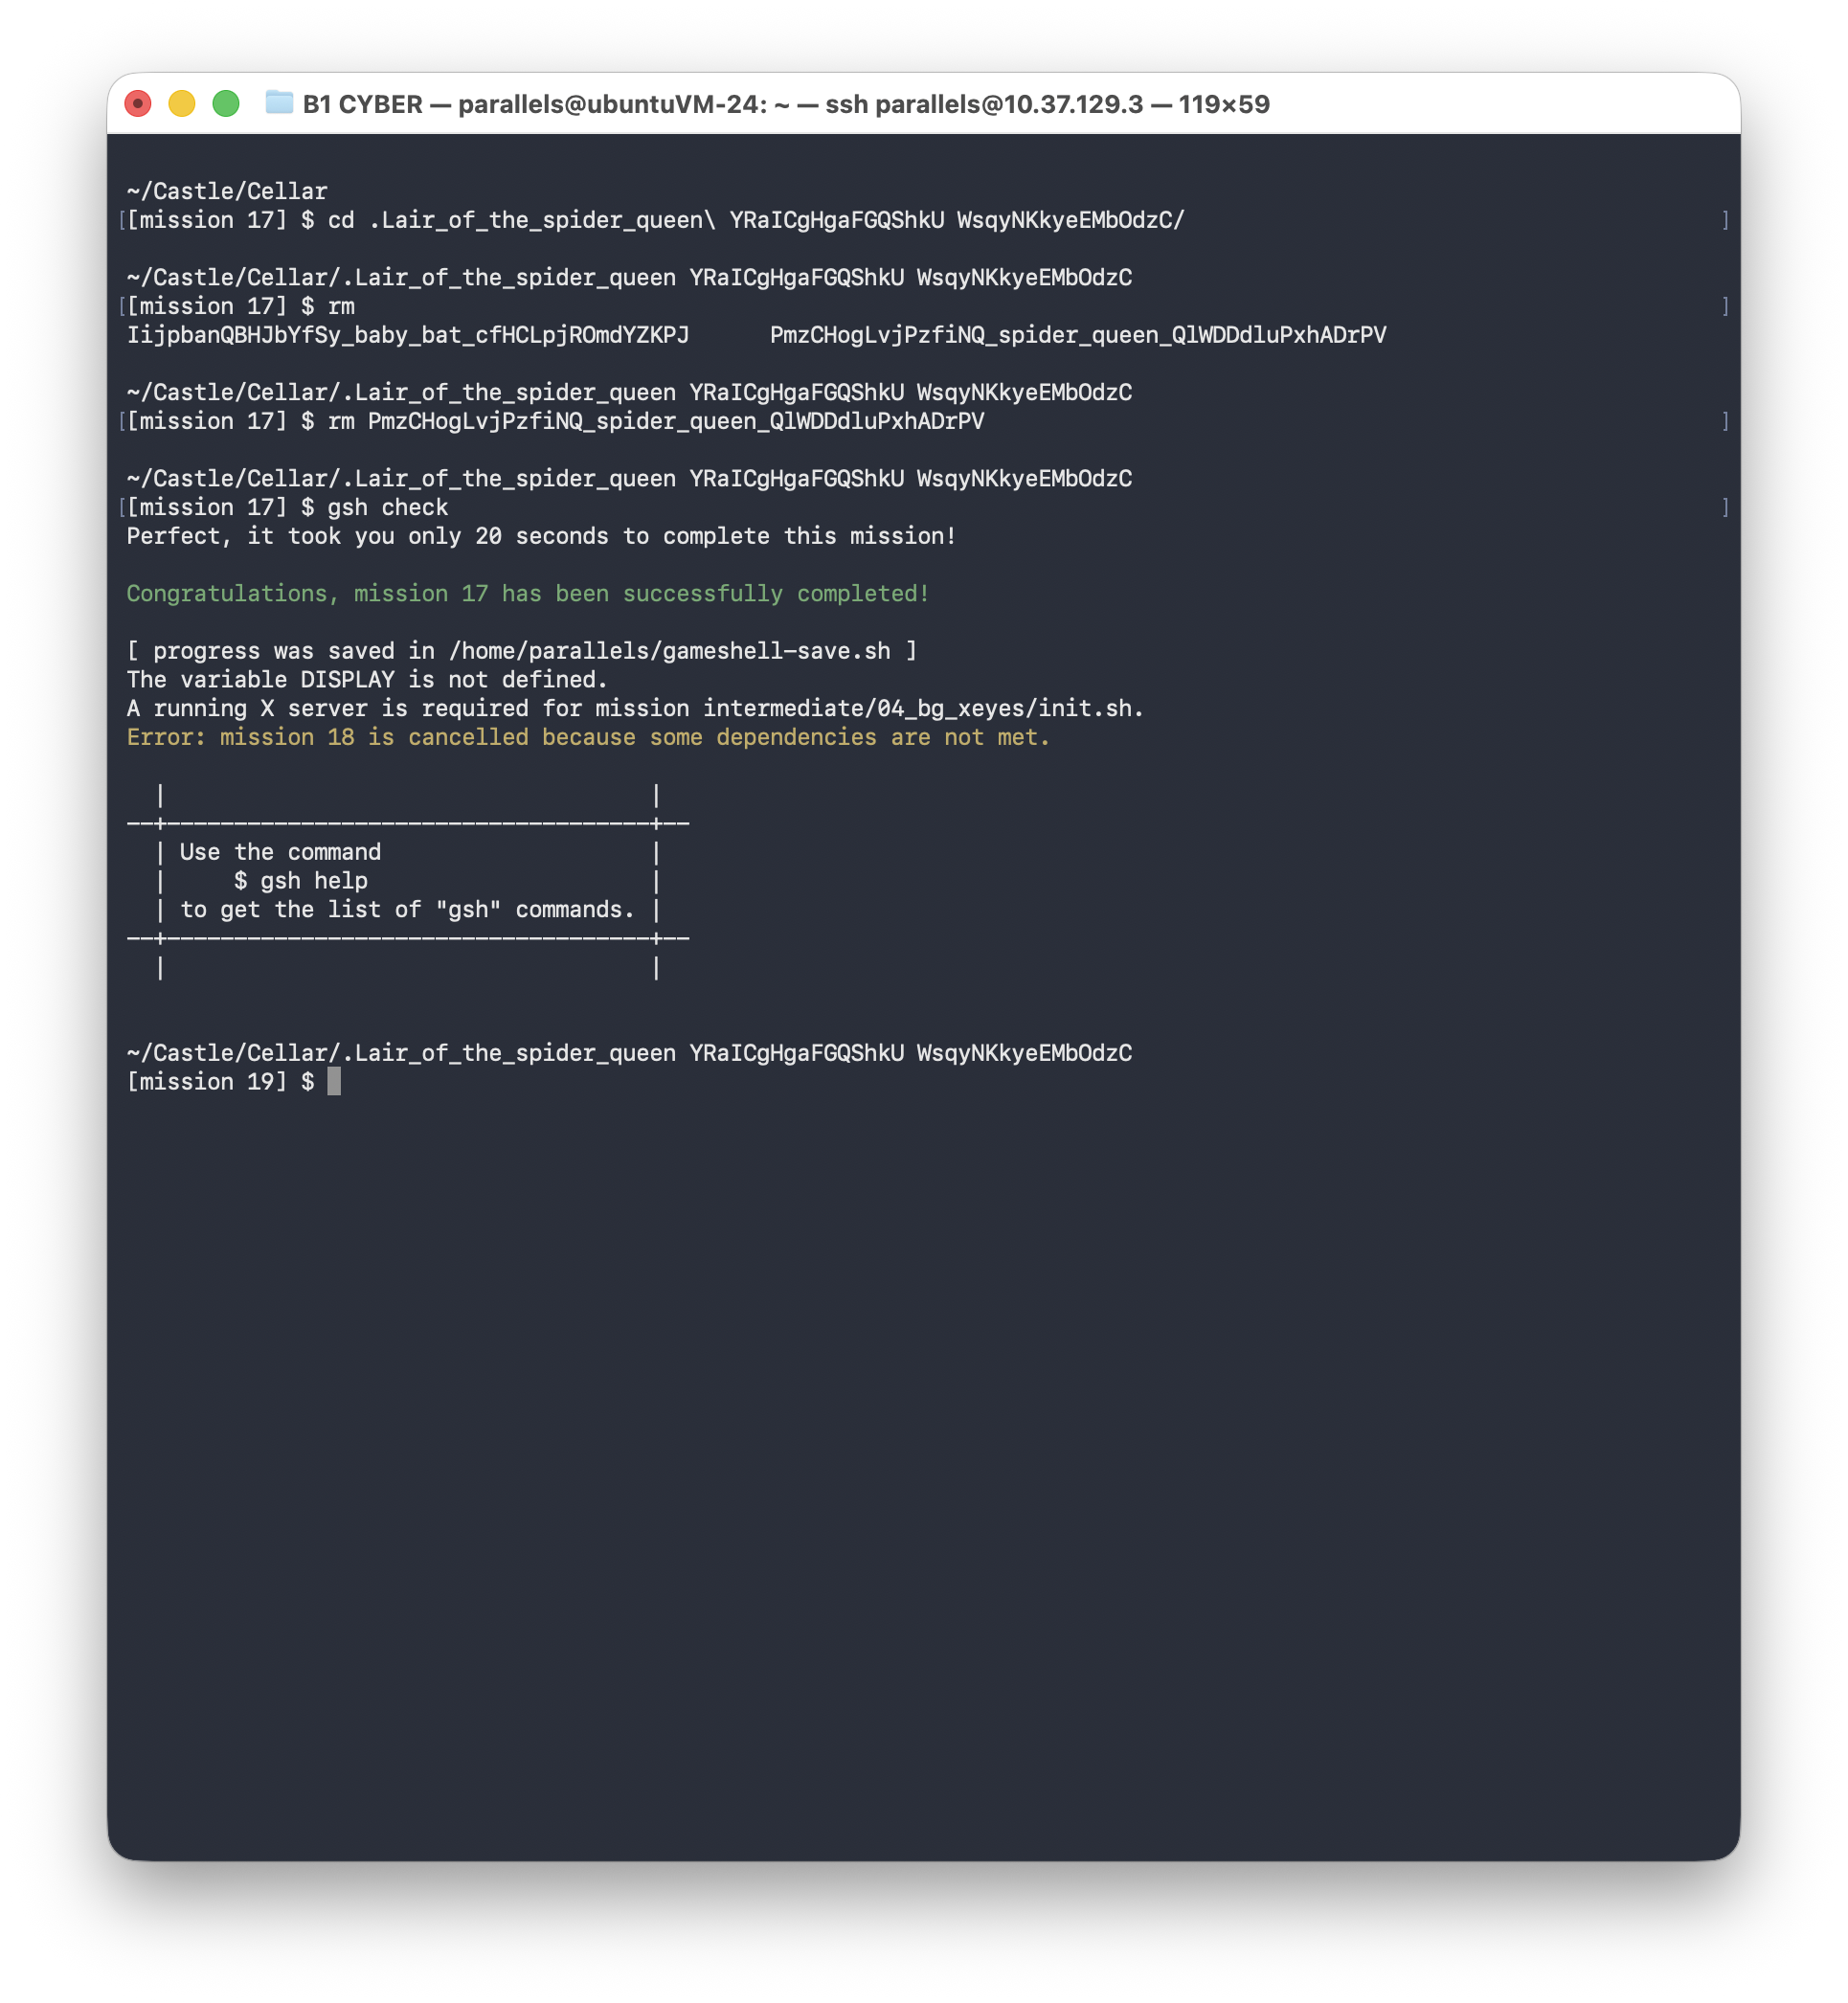 B1 CYBER — parallels@ubuntuVM-24: ~ — ssh parallels@10.37.129.3 — 119×59
~/Castle/Cellar
[[mission 17] $ cd .Lair_of_the_spider_queen\ YRaICgHgaFGQShkU WsqyNKkyeEMbOdzC/ ]
~/Castle/Cellar/.Lair_of_the_spider_queen YRaICgHgaFGQShkU WsqyNKkyeEMbOdzC
[[mission 17] $ rm ]
IijpbanQBHJbYfSy_baby_bat_cfHCLpjROmdYZKPJ      PmzCHogLvjPzfiNQ_spider_queen_QlWDDdluPxhADrPV
~/Castle/Cellar/.Lair_of_the_spider_queen YRaICgHgaFGQShkU WsqyNKkyeEMbOdzC
[[mission 17] $ rm PmzCHogLvjPzfiNQ_spider_queen_QlWDDdluPxhADrPV ]
~/Castle/Cellar/.Lair_of_the_spider_queen YRaICgHgaFGQShkU WsqyNKkyeEMbOdzC
[[mission 17] $ gsh check ]
Perfect, it took you only 20 seconds to complete this mission!
Congratulations, mission 17 has been successfully completed!
[ progress was saved in /home/parallels/gameshell-save.sh ]
The variable DISPLAY is not defined.
A running X server is required for mission intermediate/04_bg_xeyes/init.sh.
Error: mission 18 is cancelled because some dependencies are not met.
  |                                    |
--+------------------------------------+--
  | Use the command                    |
  |     $ gsh help                     |
  | to get the list of "gsh" commands. |
--+------------------------------------+--
  |                                    |
~/Castle/Cellar/.Lair_of_the_spider_queen YRaICgHgaFGQShkU WsqyNKkyeEMbOdzC
[mission 19] $